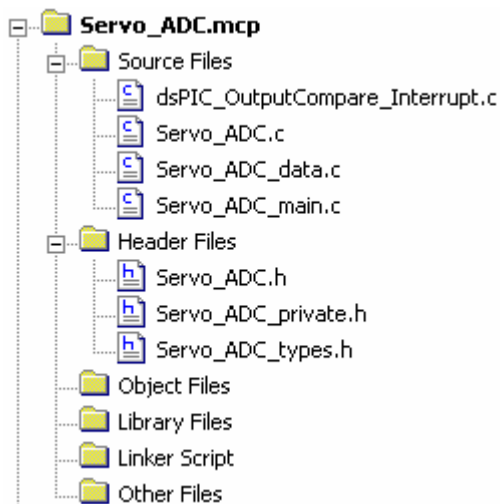 Servo_ADC.mcp
Source Files
dsPIC_OutputCompare_Interrupt.c
Servo_ADC.c
Servo_ADC_data.c
Servo_ADC_main.c
Header Files
Servo_ADC.h
Servo_ADC_private.h
Servo_ADC_types.h
Object Files
Library Files
Linker Script
Other Files